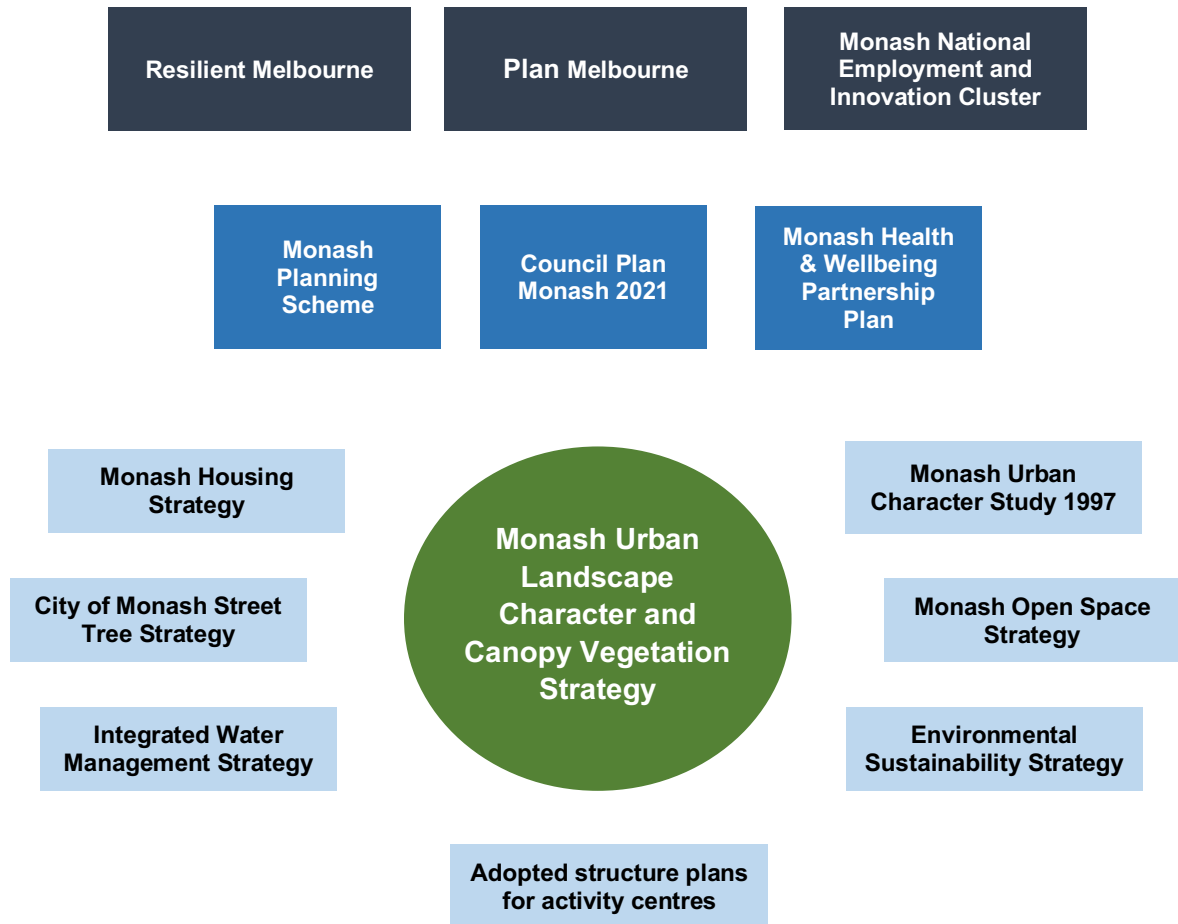 Resilient Melbourne
Plan Melbourne
Monash National
Employment and
Innovation Cluster
Monash
Planning
Scheme
Council Plan
Monash 2021
Monash Health
& Wellbeing
Partnership
Plan
Monash Housing
Strategy
City of Monash Street
Tree Strategy
Integrated Water
Management Strategy
Monash Urban
Landscape
Character and
Canopy Vegetation
Strategy
Monash Urban
Character Study 1997
Monash Open Space
Strategy
Environmental
Sustainability Strategy
Adopted structure plans
for activity centres